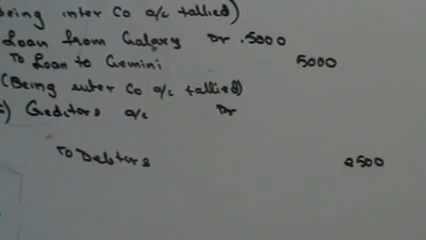 Being inter Co a/c tallied)
Loan from Galaxy Dr .5000
To Loan to Gemini 5000
(Being inter Co a/c tallied)
) Creditors a/c Dr
To Debtors 2500